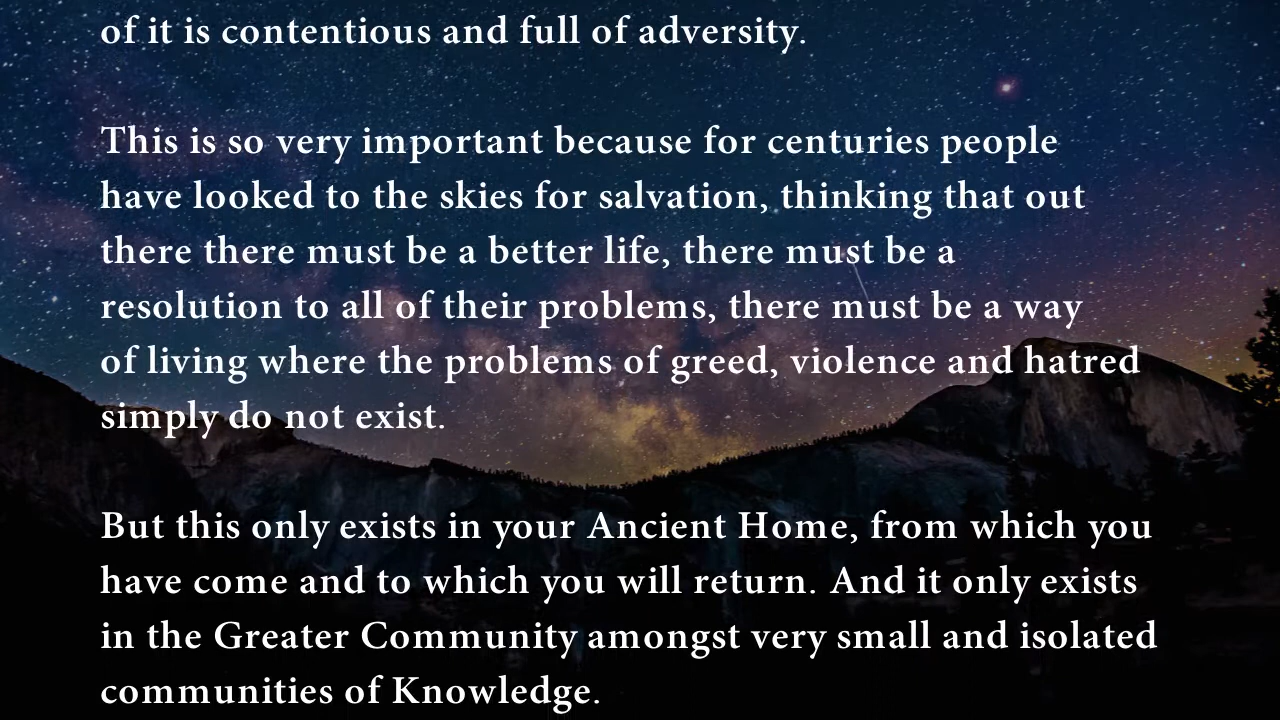 of it is contentious and full of adversity.
This is so very important because for centuries people
have looked to the skies for salvation, thinking that out
there there must be a better life, there must be a
resolution to all of their problems, there must be a way
of living where the problems of greed, violence and hatred
simply do not exist.
But this only exists in your Ancient Home, from which you
have come and to which you will return. And it only exists
in the Greater Community amongst very small and isolated
communities of Knowledge.